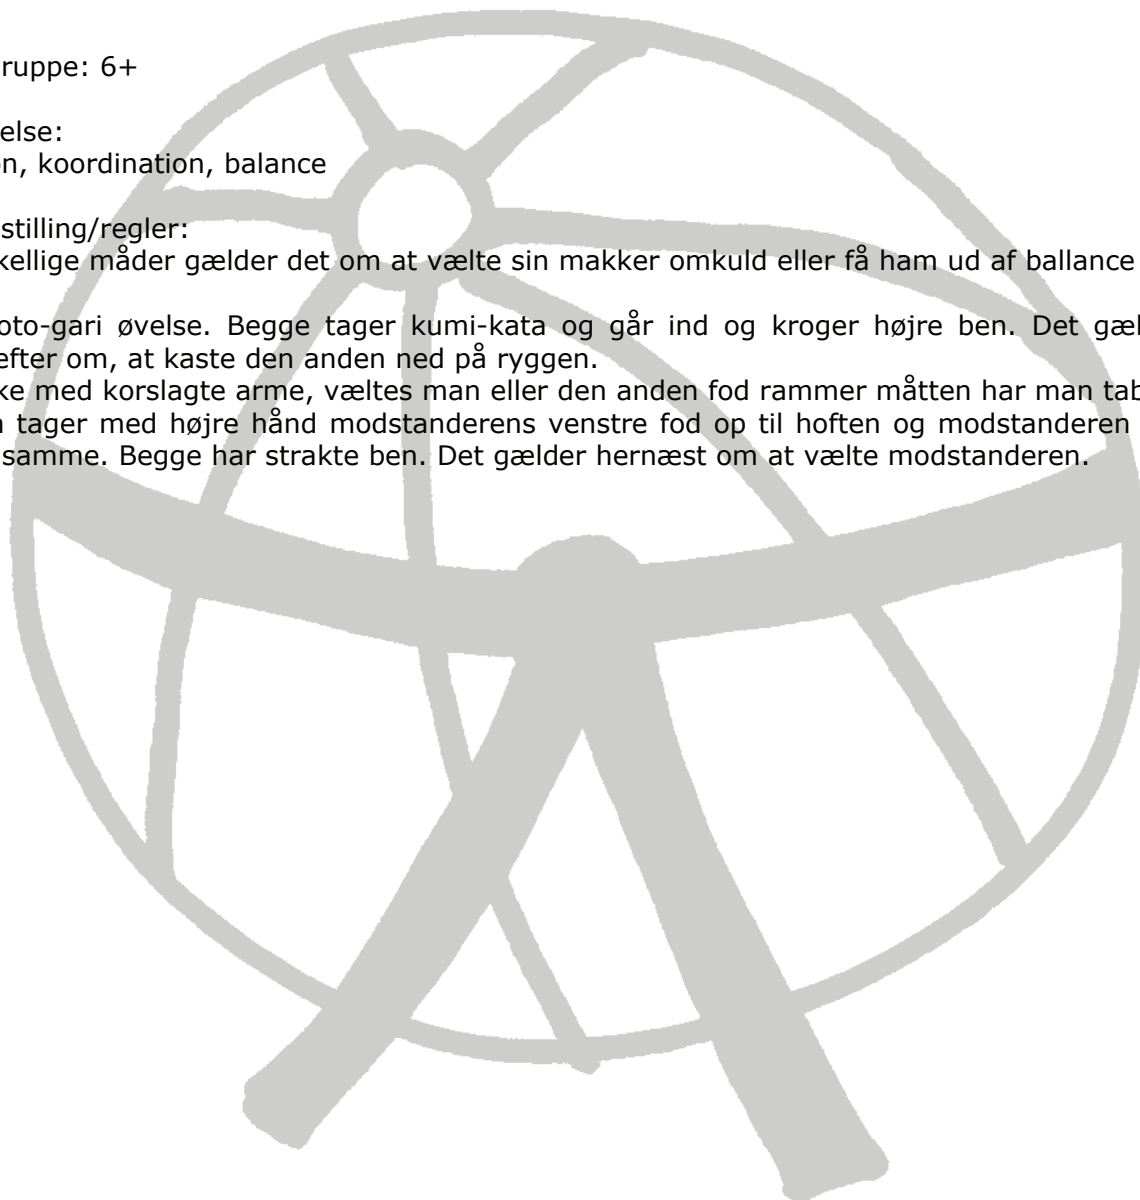 ruppe: 6+
else:
n, koordination, balance
stilling/regler:
kellige måder gælder det om at vælte sin makker omkuld eller få ham ud af ballance
oto-gari øvelse. Begge tager kumi-kata og går ind og kroger højre ben. Det gæl
efter om, at kaste den anden ned på ryggen.
ke med korslagte arme, væltes man eller den anden fod rammer måtten har man tab
n tager med højre hånd modstanderens venstre fod op til hoften og modstanderen
samme. Begge har strakte ben. Det gælder hernæst om at vælte modstanderen.